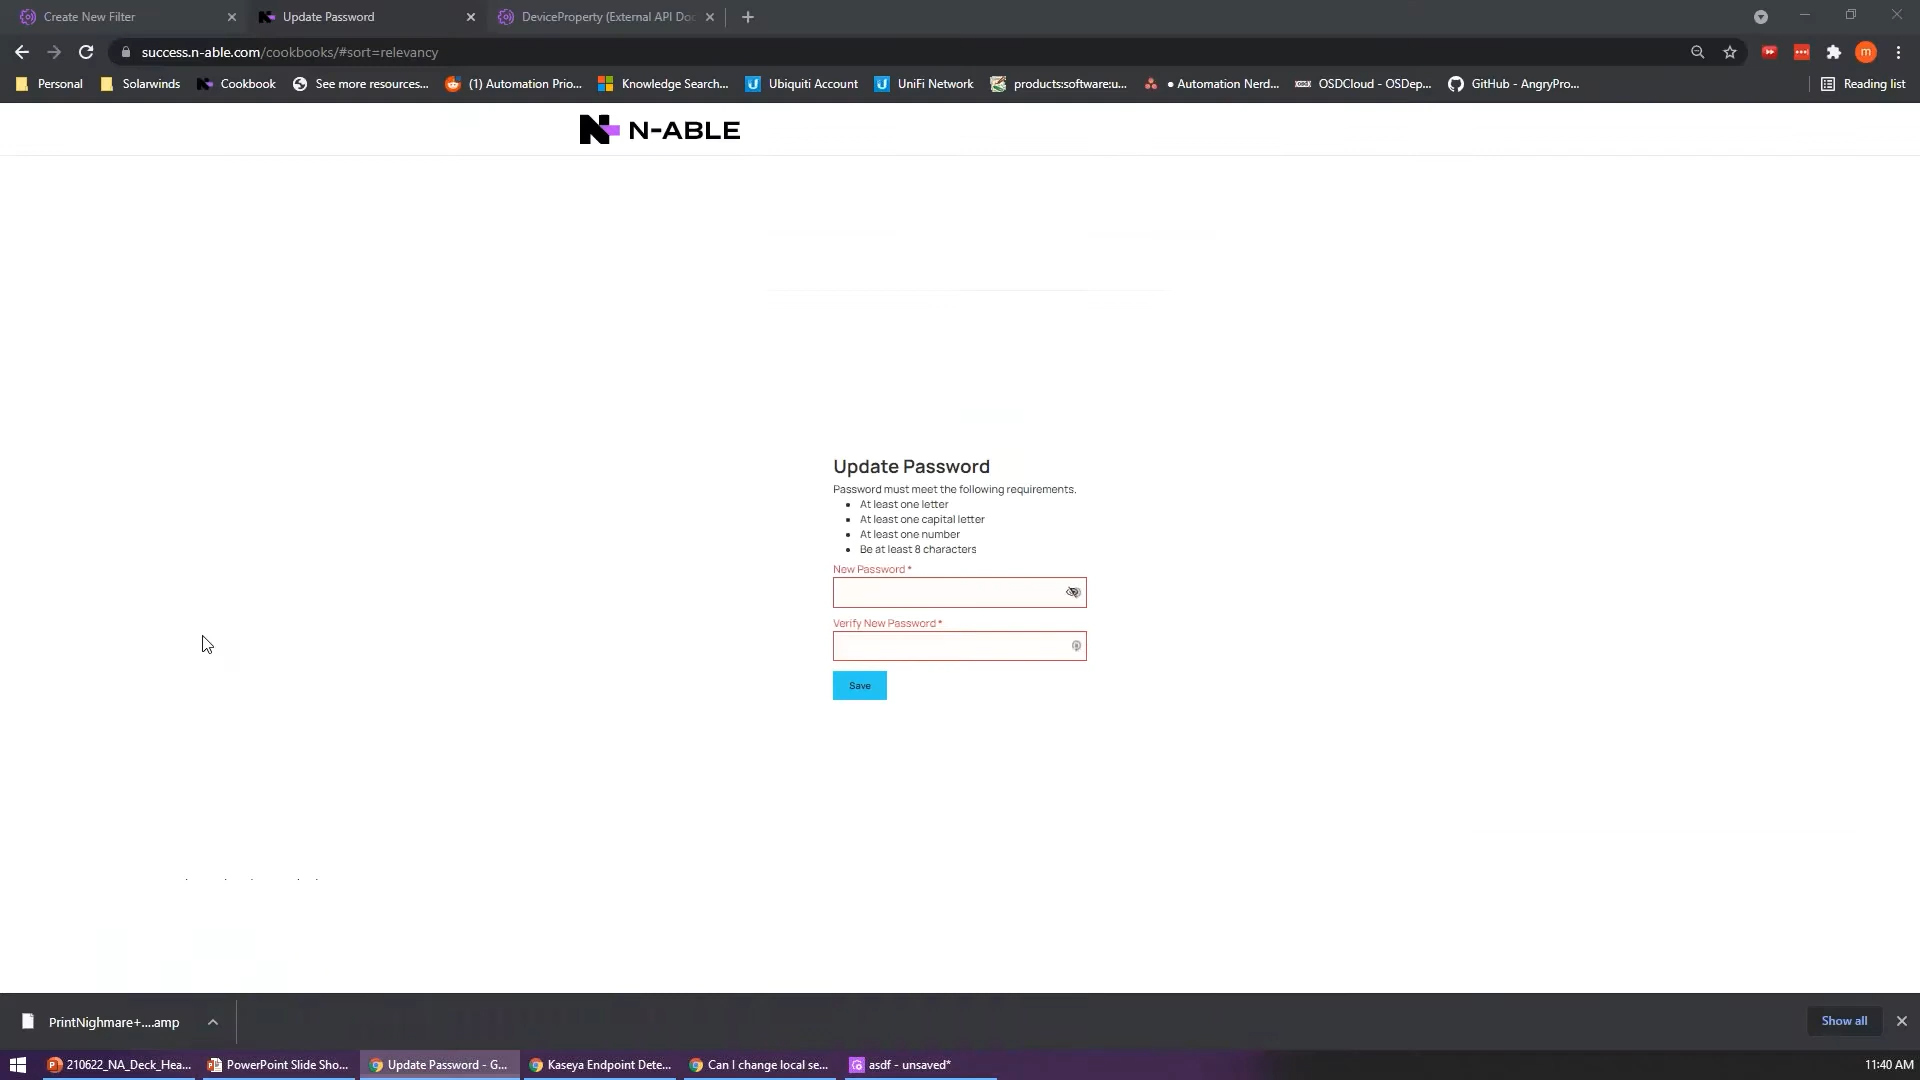 Create New Filter
Update Password
DeviceProperty (External API Doc
success.n-able.com/cookbooks/#sort=relevancy
m
Personal
Solarwinds
Cookbook
See more resources...
(1) Automation Prio...
Knowledge Search...
Ubiquiti Account
UniFi Network
products:software:u...
● Automation Nerd...
OSDCloud - OSDep...
GitHub - AngryPro...
Reading list
N-ABLE
Update Password
Password must meet the following requirements.
At least one letter
At least one capital letter
At least one number
Be at least 8 characters
New Password *
Verify New Password *
Save
PrintNighmare+....amp
Show all
210622_NA_Deck_Hea...
PowerPoint Slide Sho...
Update Password - G...
Kaseya Endpoint Dete...
Can I change local se...
asdf - unsaved*
11:40 AM